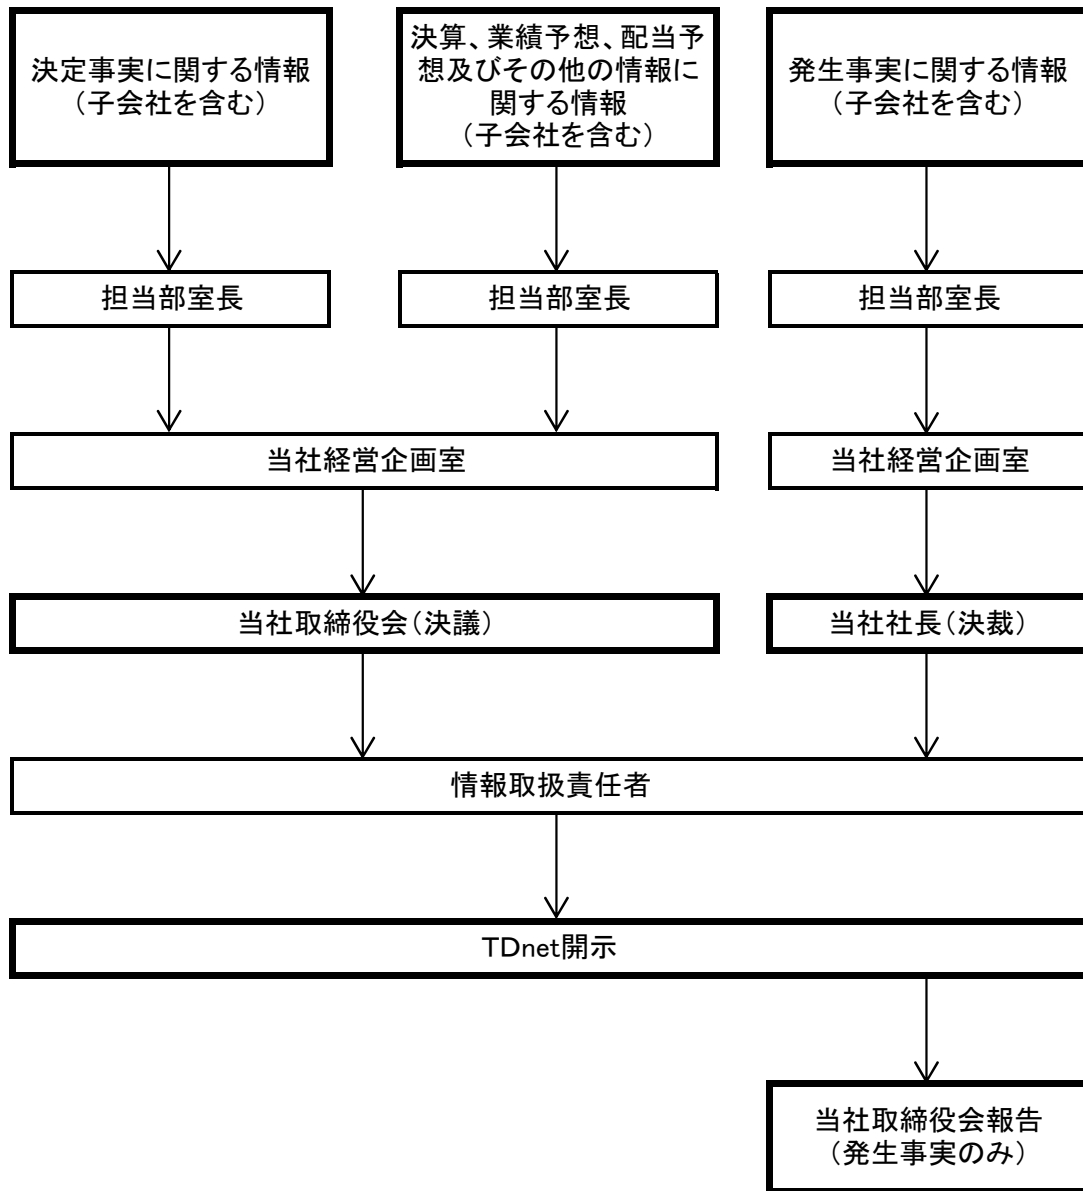 決定事実に関する情報
（子会社を含む）
決算、業績予想、配当予
想及びその他の情報に
関する情報
（子会社を含む）
発生事実に関する情報
（子会社を含む）
担当部室長
担当部室長
担当部室長
当社経営企画室
当社経営企画室
当社取締役会（決議）
当社社長（決裁）
情報取扱責任者
TDnet開示
当社取締役会報告
（発生事実のみ）